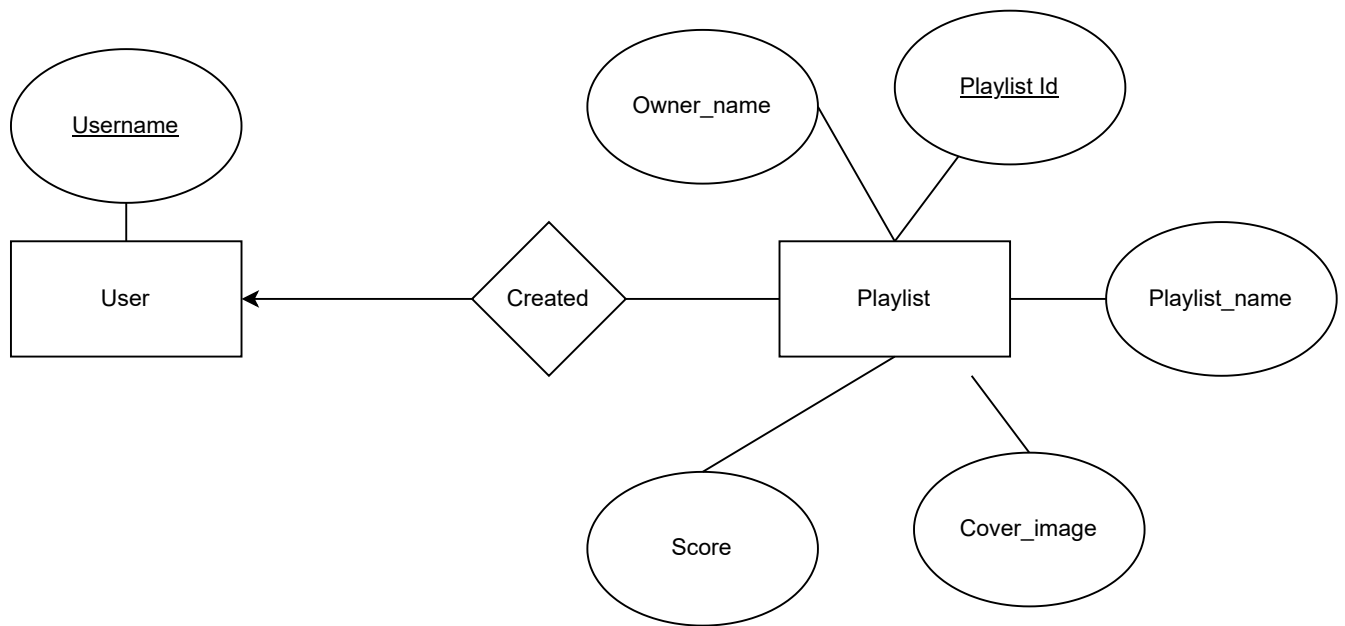 Username
Owner_name
Playlist Id
User
Created
Playlist
Playlist_name
Score
Cover_image